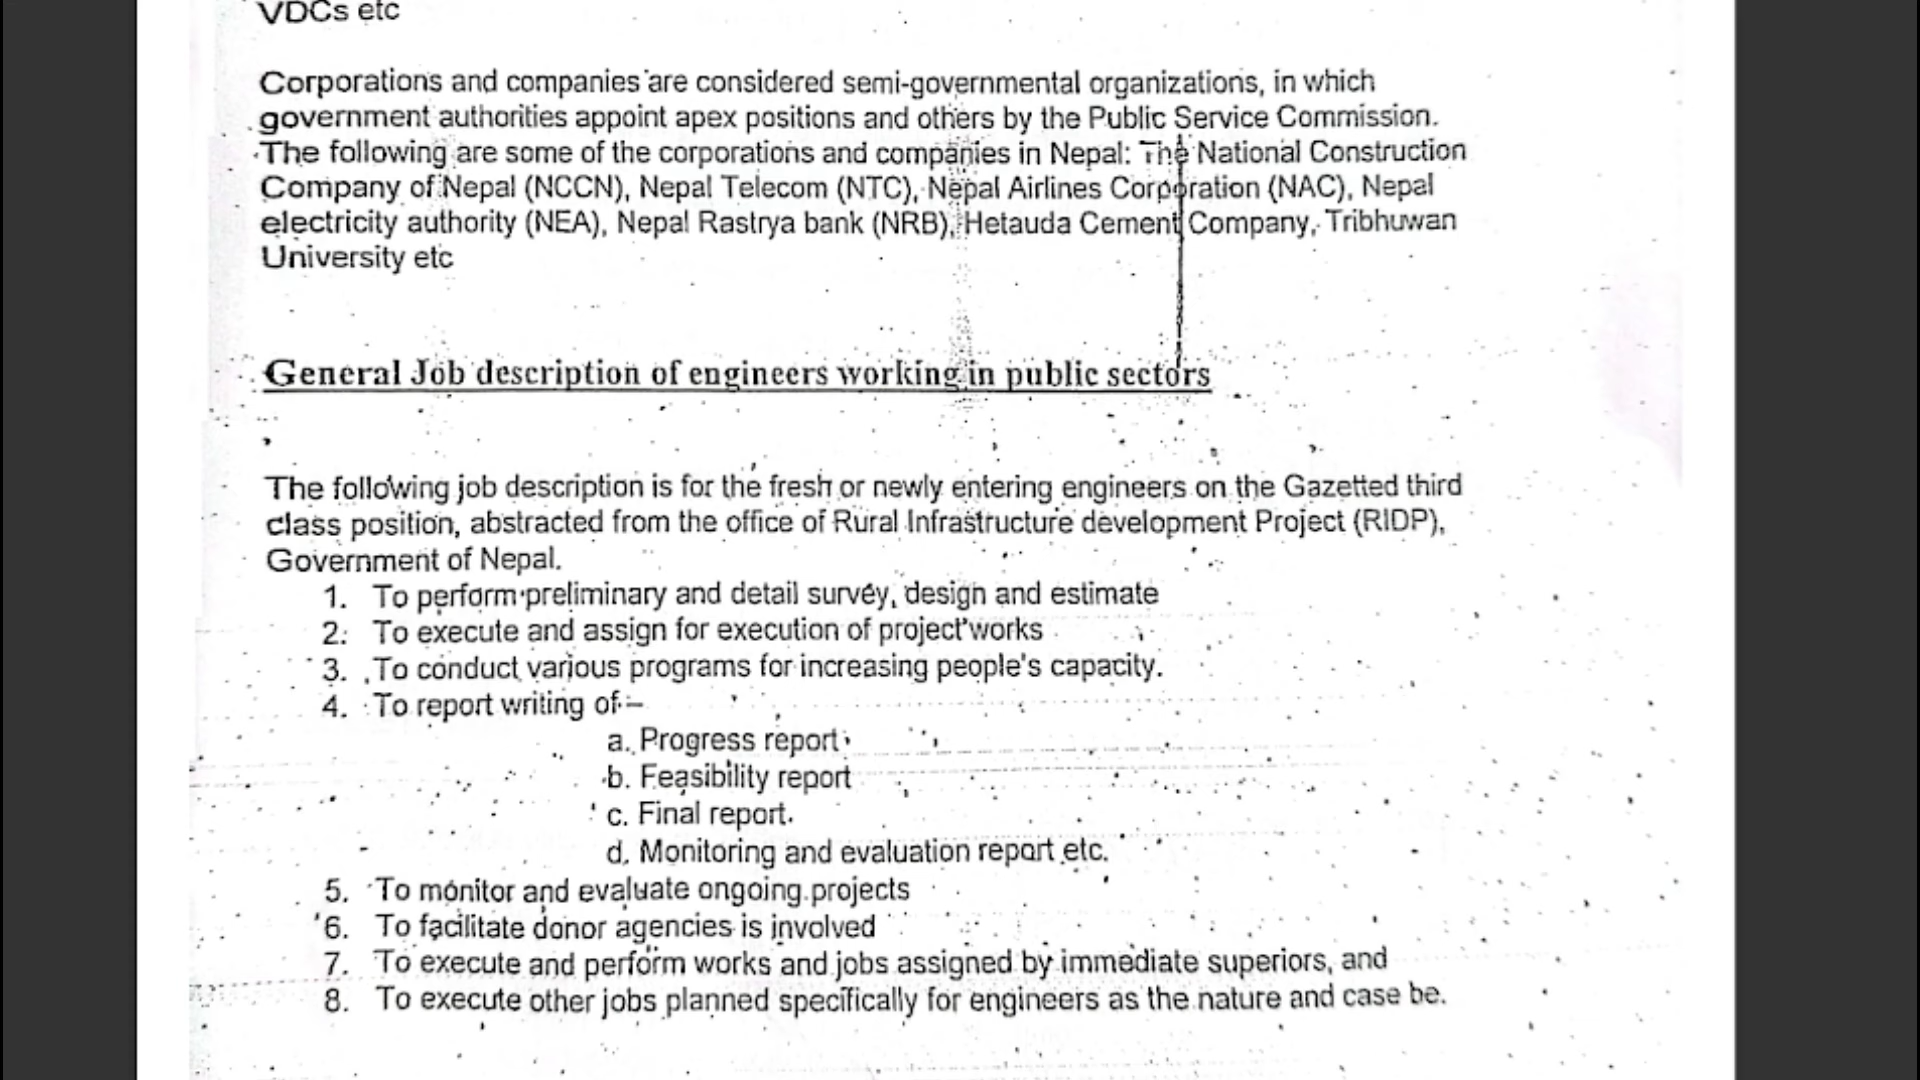 VDCs etc
Corporations and companies are considered semi-governmental organizations, in which
government authorities appoint apex positions and others by the Public Service Commission.
The following are some of the corporations and companies in Nepal: The National Construction
Company of Nepal (NCCN), Nepal Telecom (NTC), Nepal Airlines Corporation (NAC), Nepal
electricity authority (NEA), Nepal Rastrya bank (NRB), Hetauda Cement Company, Tribhuwan
University etc
General Job description of engineers working in public sectors
The following job description is for the fresh or newly entering engineers on the Gazetted third
class position, abstracted from the office of Rural Infrastructure development Project (RIDP),
Government of Nepal.
1. To perform preliminary and detail survey, design and estimate
2. To execute and assign for execution of project works
3. To conduct various programs for increasing people's capacity.
4. To report writing of –
a. Progress report
b. Feasibility report
c. Final report.
d. Monitoring and evaluation report etc.
5. To monitor and evaluate ongoing projects
6. To facilitate donor agencies is involved
7. To execute and perform works and jobs assigned by immediate superiors, and
8. To execute other jobs planned specifically for engineers as the nature and case be.